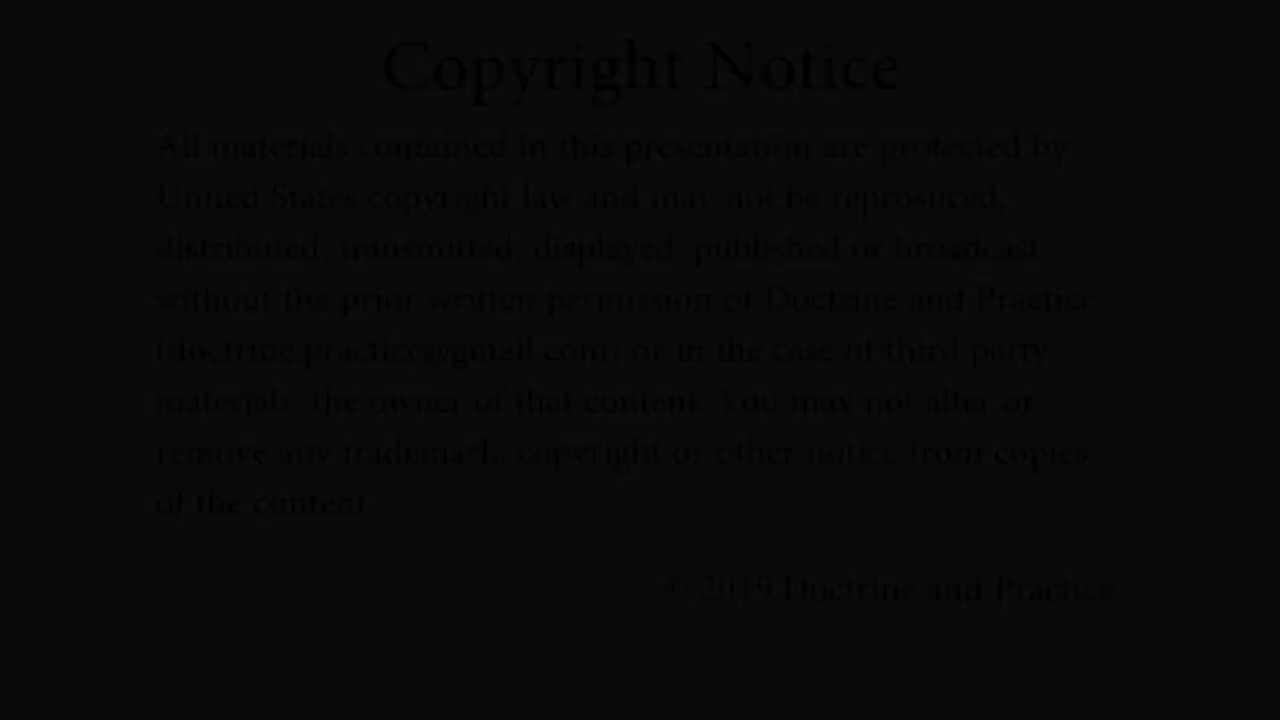 Copyright Notice
All materials contained in this presentation are protected by
United States copyright law and may not be reprosuced,
distributed, transmitted, displayed, published or broadcast
without the prior written permission of Doctrine and Practice
(doctrine.practice@gmail.com) or in the case of third party
materials, the owner of that content. You may not alter or
remove any trademark, copyright or other notice from copies
of the content
© 2019 Doctrine and Practice